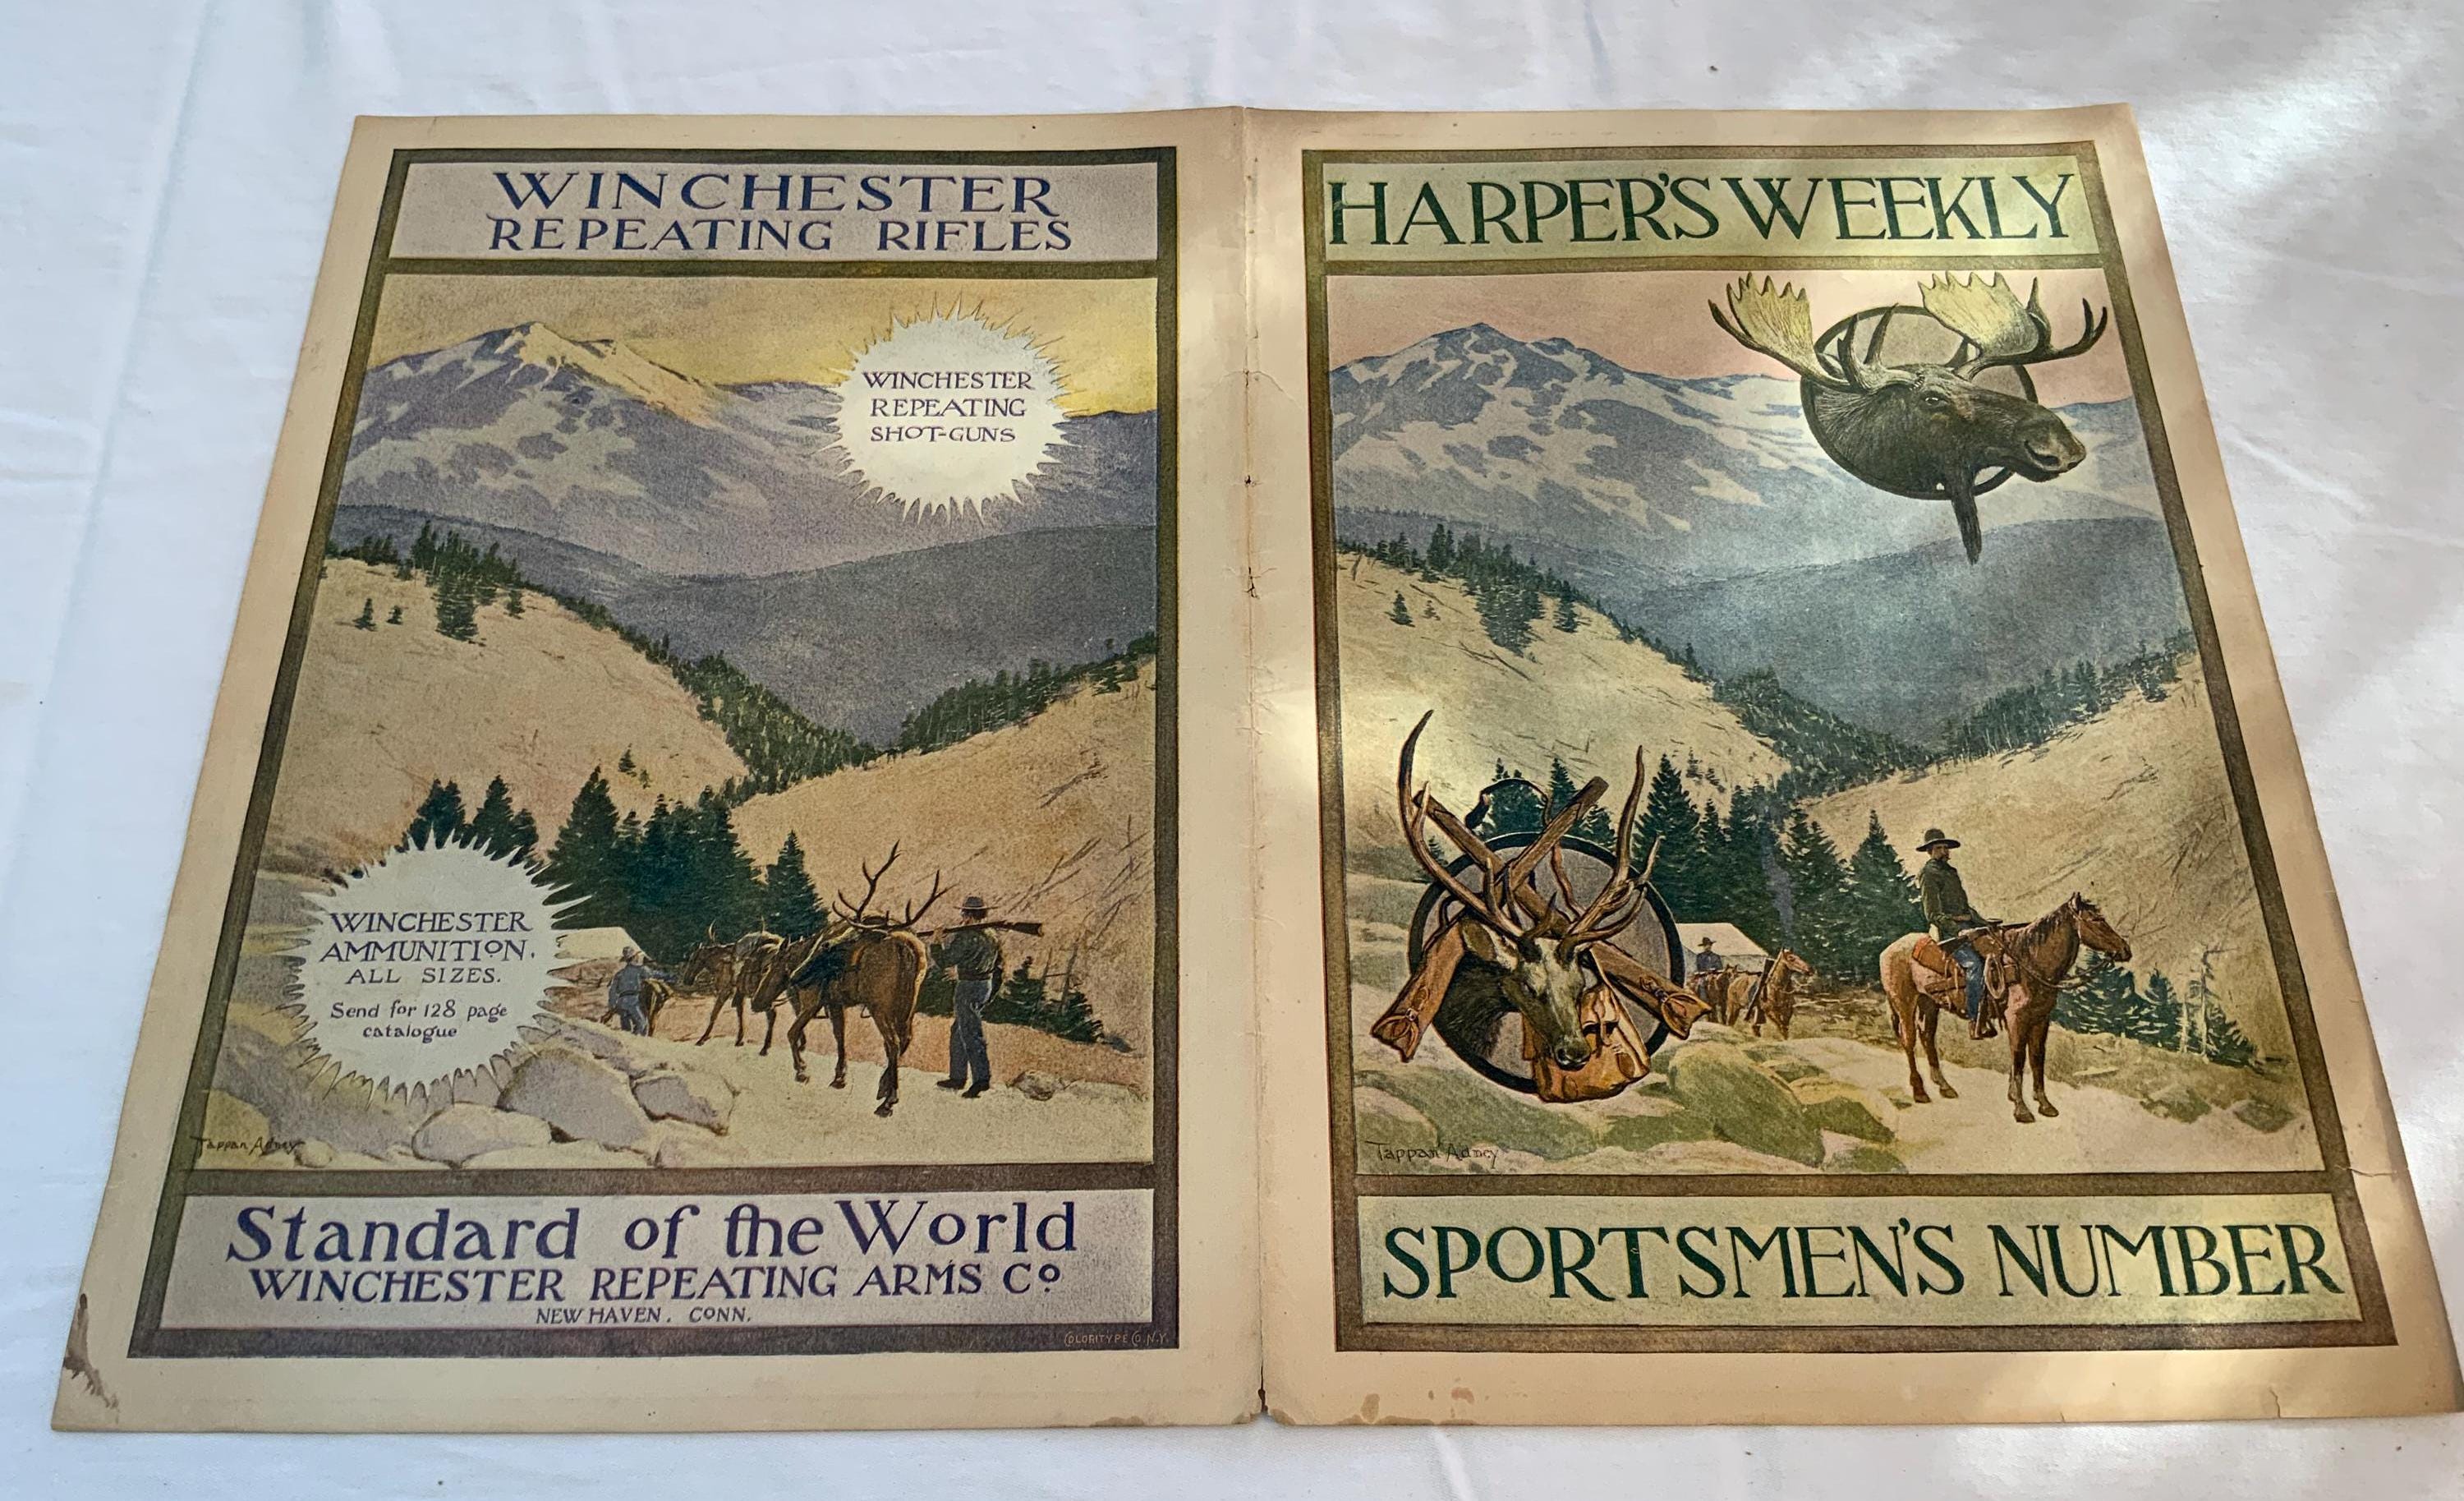 WINCHESTER
REPEATING RIFLES
WINCHESTER
REPEATING
SHOT-GUNS
WINCHESTER
AMMUNITION.
ALL SIZES.
Send for 128 page
catalogue
Tappan Adney
Standard of the World
WINCHESTER REPEATING ARMS Co.
NEW HAVEN. CONN.
COLORITYPE CO. N.Y.
HARPER'S WEEKLY
Tappan Adney
SPORTSMEN'S NUMBER